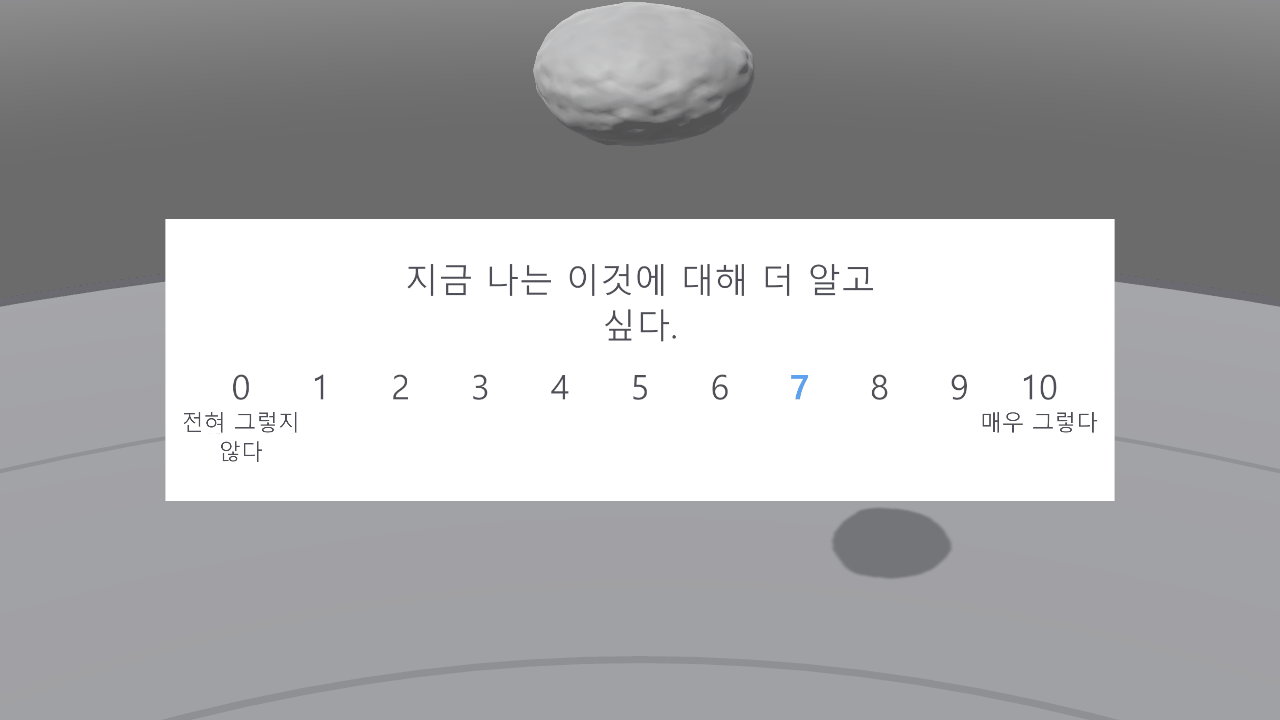 지금 나는 이것에 대해 더 알고
싶다.
0 1 2 3 4 5 6 7 8 9 10
전혀 그렇지 매우 그렇다
않다